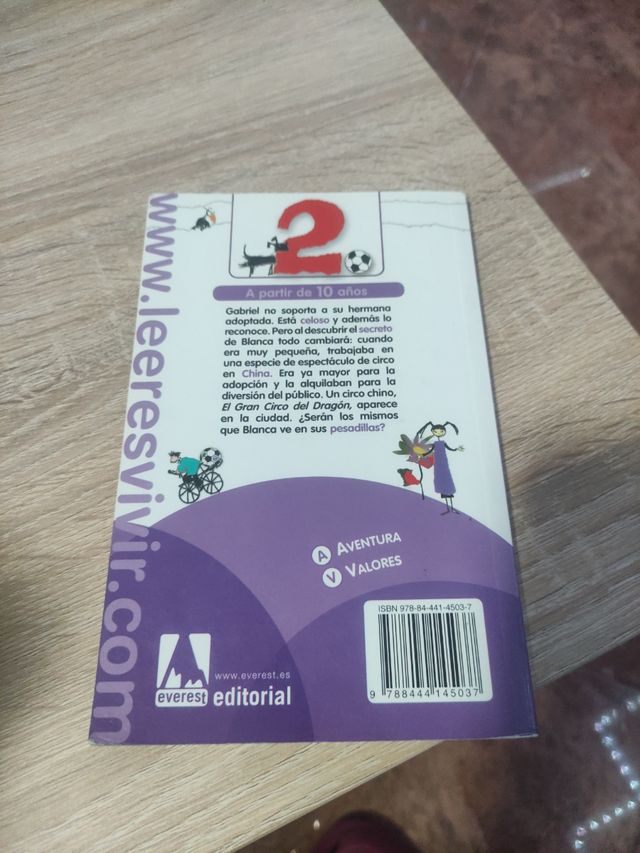 www.leeresvivir.com
2
A partir de 10 años
Gabriel no soporta a su hermana
adoptada. Está celoso y además lo
reconoce. Pero al descubrir el secreto
de Blanca todo cambiará: cuando
era muy pequeña, trabajaba en
una especie de espectáculo de circo
en China. Era ya mayor para la
adopción y la alquilaban para la
diversión del público. Un circo chino,
El Gran Circo del Dragón, aparece
en la ciudad. ¿Serán los mismos
que Blanca ve en sus pesadillas?
A AVENTURA
V VALORES
ISBN 978-84-441-4503-7
9 788444 145037
www.everest.es
everest editorial